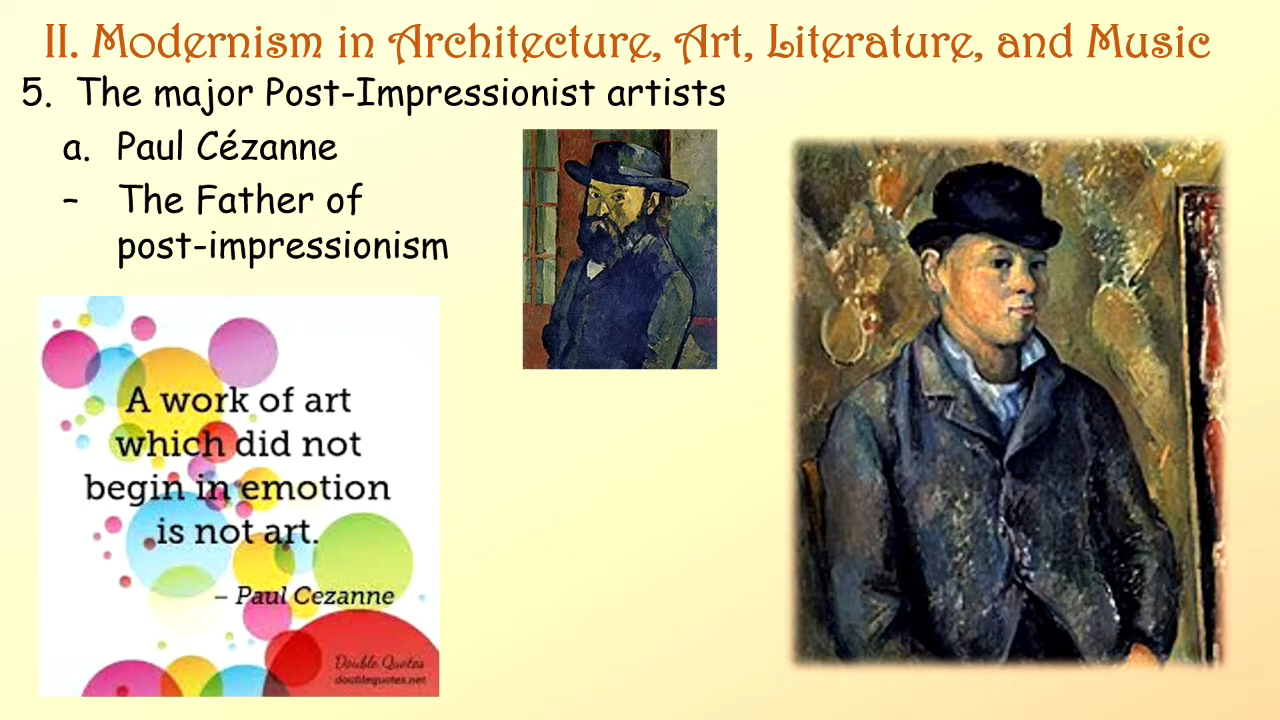 II. Modernism in Architecture, Art, Literature, and Music
5. The major Post-Impressionist artists
a. Paul Cézanne
– The Father of
post-impressionism
A work of art
which did not
begin in emotion
is not art.
– Paul Cezanne
Double Quotes
doublequotes.net